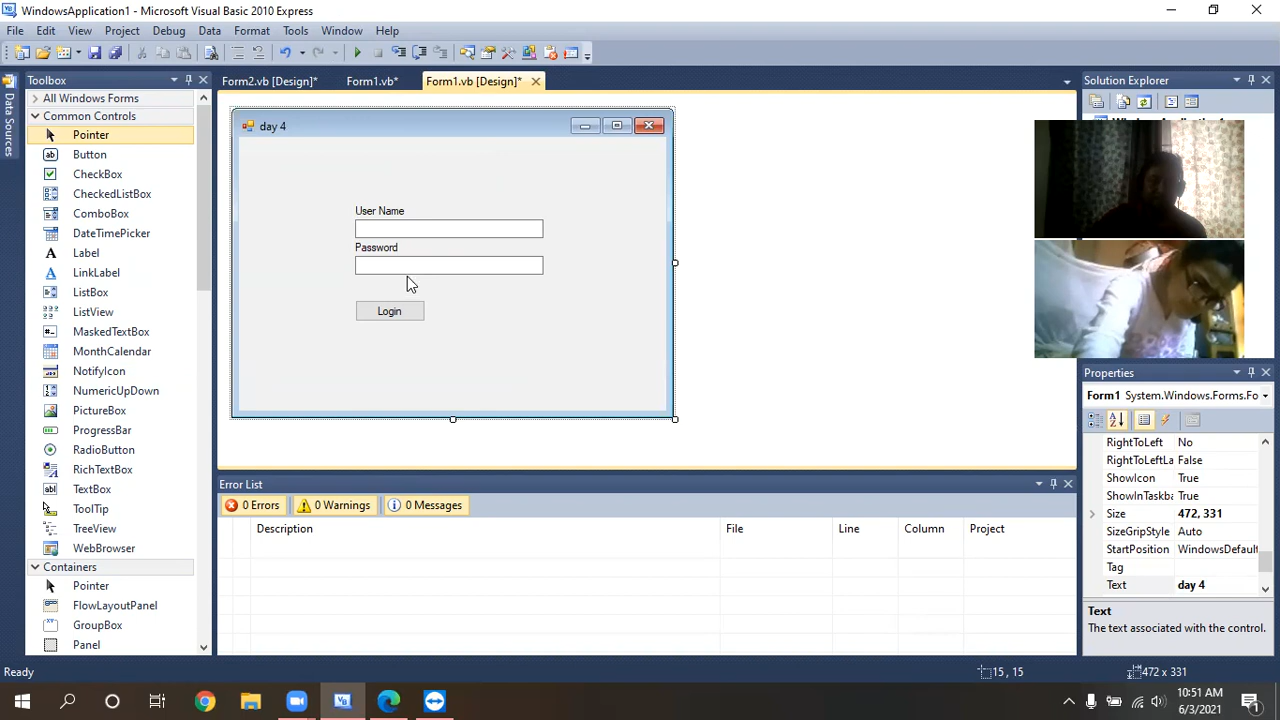 WindowsApplication1 - Microsoft Visual Basic 2010 Express
File Edit View Project Debug Data Format Tools Window Help
Toolbox
Form2.vb [Design]* Form1.vb* Form1.vb [Design]*
Solution Explorer
Data Sources
All Windows Forms
Common Controls
Pointer
Button
CheckBox
CheckedListBox
ComboBox
DateTimePicker
Label
LinkLabel
ListBox
ListView
MaskedTextBox
MonthCalendar
NotifyIcon
NumericUpDown
PictureBox
ProgressBar
RadioButton
RichTextBox
TextBox
ToolTip
TreeView
WebBrowser
Containers
Pointer
FlowLayoutPanel
GroupBox
Panel
day 4
User Name
Password
Login
Error List
0 Errors 0 Warnings 0 Messages
Description File Line Column Project
Properties
Form1 System.Windows.Forms.Fo
RightToLeft No
RightToLeftLa False
ShowIcon True
ShowInTaskba True
Size 472, 331
SizeGripStyle Auto
StartPosition WindowsDefault
Tag
Text day 4
Text
The text associated with the control.
Ready 15, 15 472 x 331
10:51 AM
6/3/2021